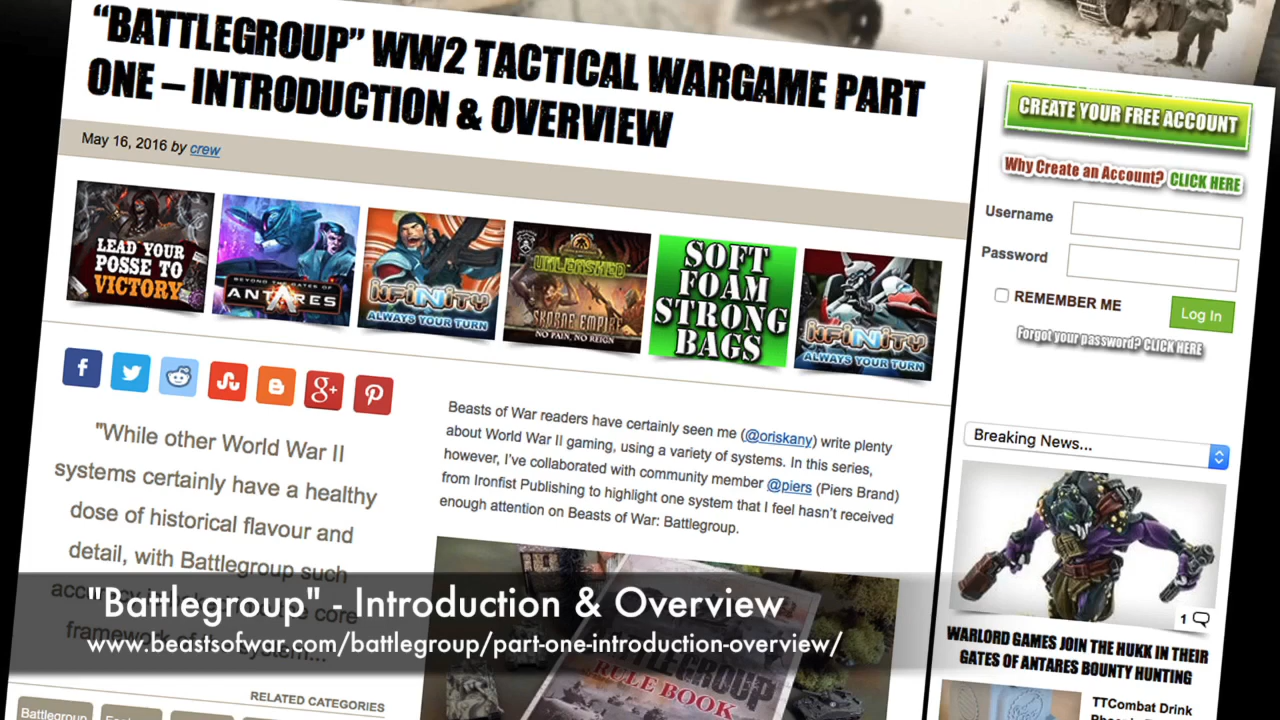 “BATTLEGROUP” WW2 TACTICAL WARGAME PART
ONE – INTRODUCTION & OVERVIEW
May 16, 2016 by crew
LEAD YOUR
POSSE TO
VICTORY
BEYOND THE GATES OF
ANTARES
INFINITY
ALWAYS YOUR TURN
UNLEASHED
SKORNE EMPIRE
NO PAIN, NO REIGN
SOFT
FOAM
STRONG
BAGS
INFINITY
ALWAYS YOUR TURN
"While other World War II
systems certainly have a healthy
dose of historical flavour and
detail, with Battlegroup such
Beasts of War readers have certainly seen me (@oriskany) write plenty
about World War II gaming, using a variety of systems. In this series,
however, I’ve collaborated with community member @piers (Piers Brand)
from Ironfist Publishing to highlight one system that I feel hasn’t received
enough attention on Beasts of War: Battlegroup.
BATTLEGROUP
RULE BOOK
RELATED CATEGORIES
Battlegroup
CREATE YOUR FREE ACCOUNT
Why Create an Account? CLICK HERE
Username
Password
REMEMBER ME
Log In
Forgot your password? CLICK HERE
Breaking News...
1
WARLORD GAMES JOIN THE HUKK IN THEIR
GATES OF ANTARES BOUNTY HUNTING
TTCombat Drink
"Battlegroup" - Introduction & Overview
www.beastsofwar.com/battlegroup/part-one-introduction-overview/